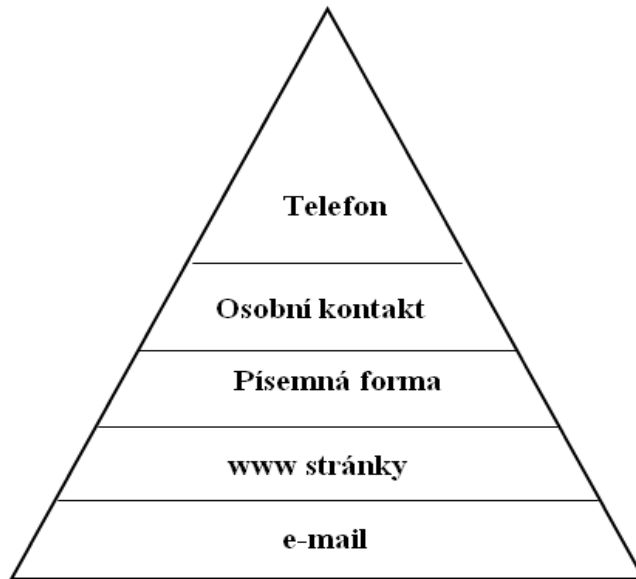 Telefon
Osobní kontakt
Písemná forma
www stránky
e-mail